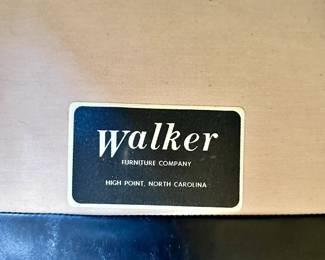 Walker
FURNITURE COMPANY
HIGH POINT, NORTH CAROLINA